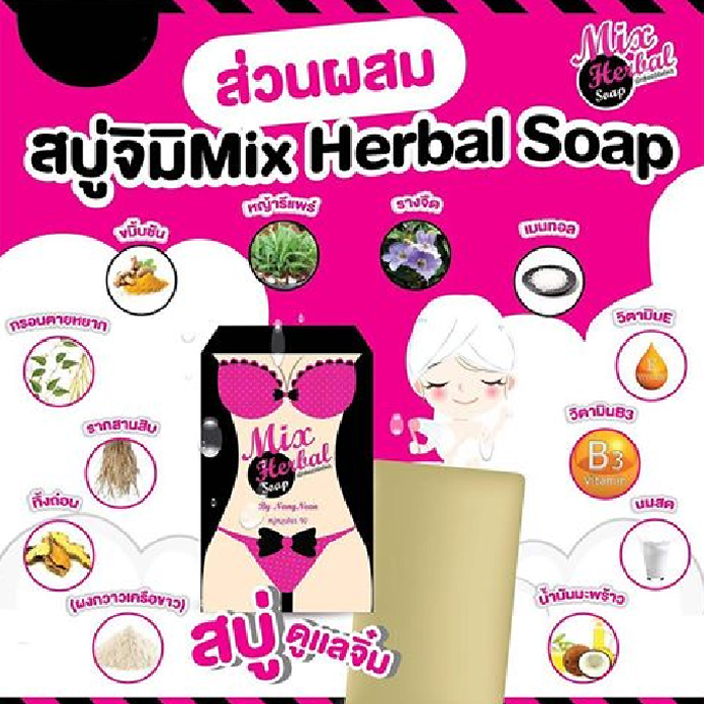 ส่วนผสม
Mix
Herbal
Soap
สบู่จิมิMix Herbal Soap
หญ้ารีแพร์
รางจืด
ขมิ้นชัน
เมนทอล
กรอนตายหยาก
วิตามินE
E
รากสามสิบ
วิตามินB3
B3
Vitamin
Mix
Herbal
Soap
By NangNaan
ทิ้งถ่อน
นมสด
(ผงกวาวเครือขาว)
น้ำมันมะพร้าว
สบู่ ดูแลจิ๋ม